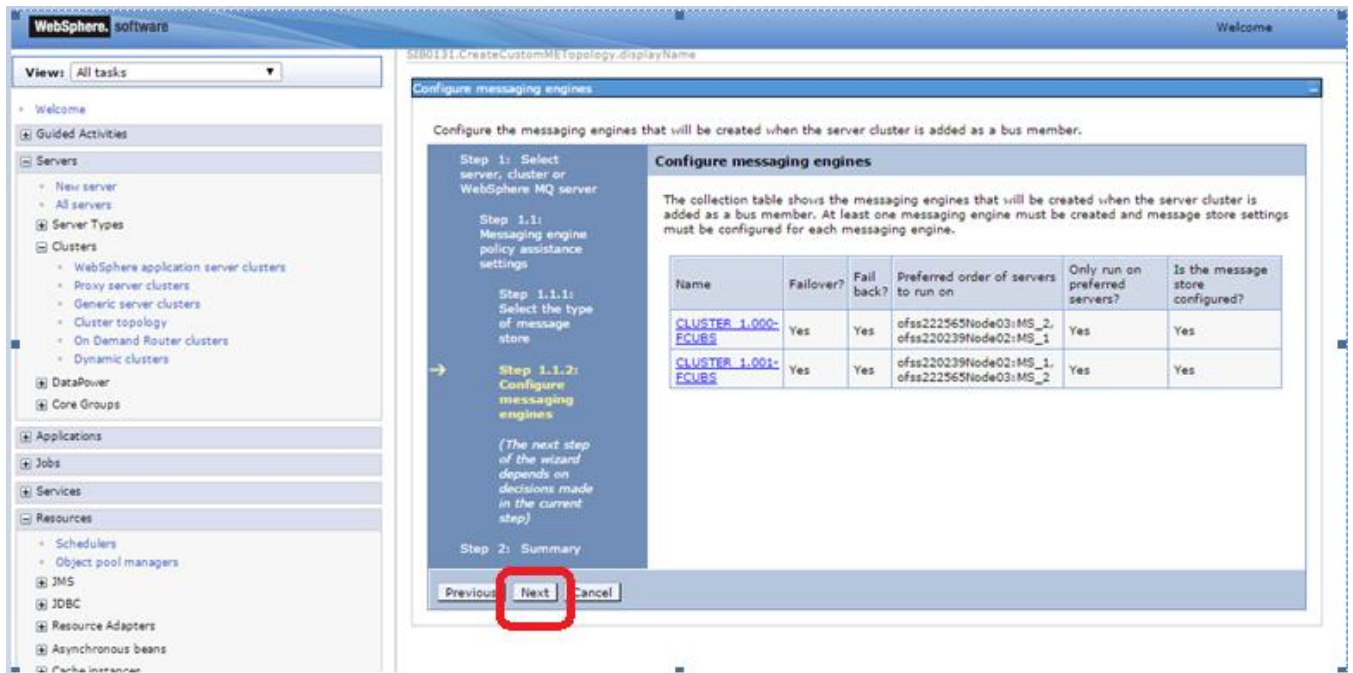 WebSphere. software
Welcome
View: All tasks
Welcome
Guided Activities
Servers
New server
All servers
Server Types
Clusters
WebSphere application server clusters
Proxy server clusters
Generic server clusters
Cluster topology
On Demand Router clusters
Dynamic clusters
DataPower
Core Groups
Applications
Jobs
Services
Resources
Schedulers
Object pool managers
JMS
JDBC
Resource Adapters
Asynchronous beans
Cache instances
SIB0131.CreateCustomMETopology.displayName
Configure messaging engines
Configure the messaging engines that will be created when the server cluster is added as a bus member.
Step 1: Select
server, cluster or
WebSphere MQ server
Step 1.1:
Messaging engine
policy assistance
settings
Step 1.1.1:
Select the type
of message
store
Step 1.1.2:
Configure
messaging
engines
(The next step
of the wizard
depends on
decisions made
in the current
step)
Step 2: Summary
Configure messaging engines
The collection table shows the messaging engines that will be created when the server cluster is
added as a bus member. At least one messaging engine must be created and message store settings
must be configured for each messaging engine.
Name Failover? Fail back? Preferred order of servers to run on Only run on preferred servers? Is the message store configured?
CLUSTER_1.000-FCUBS Yes Yes ofss222565Node03:MS_2, ofss220239Node02:MS_1 Yes Yes
CLUSTER_1.001-FCUBS Yes Yes ofss220239Node02:MS_1, ofss222565Node03:MS_2 Yes Yes
Previous Next Cancel